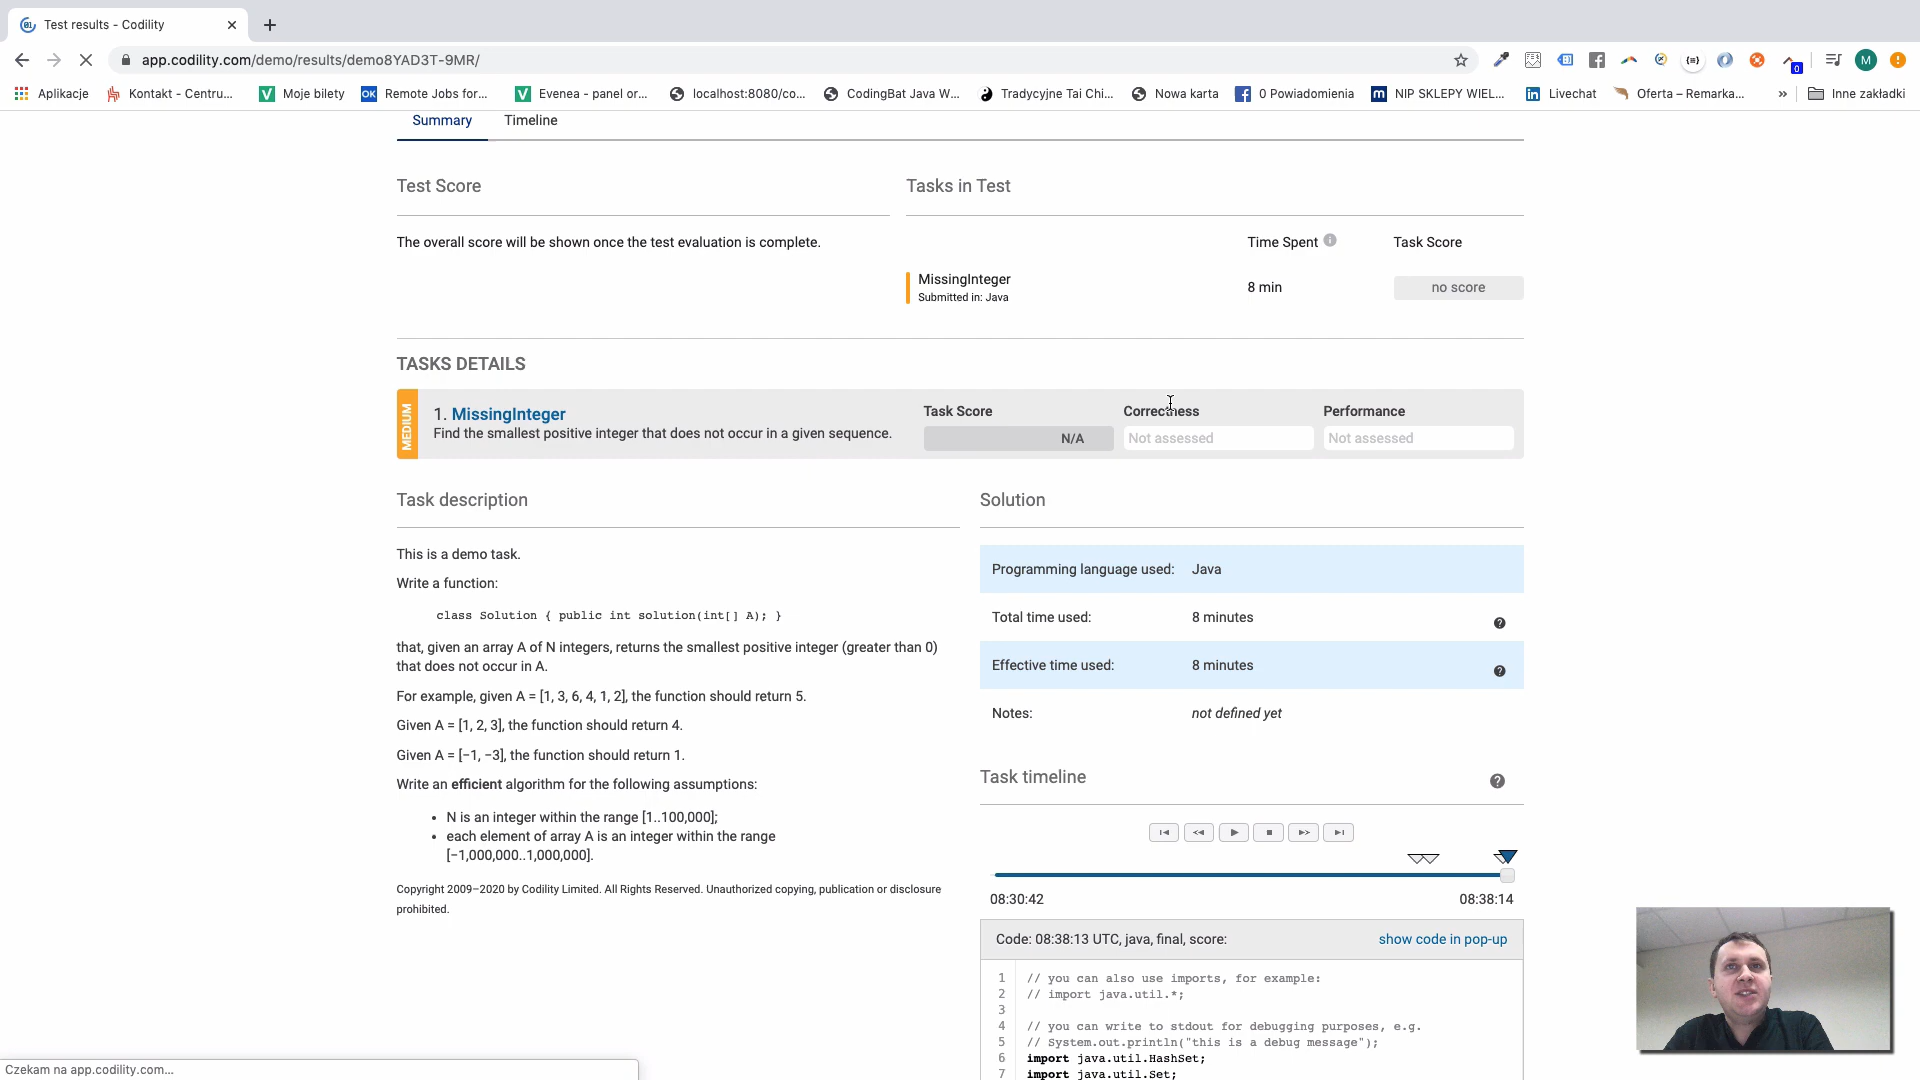 Test results - Codility
app.codility.com/demo/results/demo8YAD3T-9MR/
M
0
Aplikacje
Kontakt - Centru...
Moje bilety
OK Remote Jobs for...
Evenea - panel or...
localhost:8080/co...
CodingBat Java W...
Tradycyjne Tai Chi...
Nowa karta
0 Powiadomienia
NIP SKLEPY WIEL...
Livechat
Oferta – Remarka...
»
Inne zakładki
Summary
Timeline
Test Score
Tasks in Test
The overall score will be shown once the test evaluation is complete.
Time Spent
Task Score
MissingInteger
Submitted in: Java
8 min
no score
TASKS DETAILS
MEDIUM
1. MissingInteger
Find the smallest positive integer that does not occur in a given sequence.
Task Score
N/A
Correctness
Not assessed
Performance
Not assessed
Task description
This is a demo task.
Write a function:
class Solution { public int solution(int[] A); }
that, given an array A of N integers, returns the smallest positive integer (greater than 0)
that does not occur in A.
For example, given A = [1, 3, 6, 4, 1, 2], the function should return 5.
Given A = [1, 2, 3], the function should return 4.
Given A = [−1, −3], the function should return 1.
Write an efficient algorithm for the following assumptions:
• N is an integer within the range [1..100,000];
• each element of array A is an integer within the range
[−1,000,000..1,000,000].
Copyright 2009–2020 by Codility Limited. All Rights Reserved. Unauthorized copying, publication or disclosure
prohibited.
Solution
Programming language used: Java
Total time used: 8 minutes
Effective time used: 8 minutes
Notes: not defined yet
Task timeline
08:30:42
08:38:14
Code: 08:38:13 UTC, java, final, score:
show code in pop-up
1 // you can also use imports, for example:
2 // import java.util.*;
3
4 // you can write to stdout for debugging purposes, e.g.
5 // System.out.println("this is a debug message");
6 import java.util.HashSet;
7 import java.util.Set;
Czekam na app.codility.com...